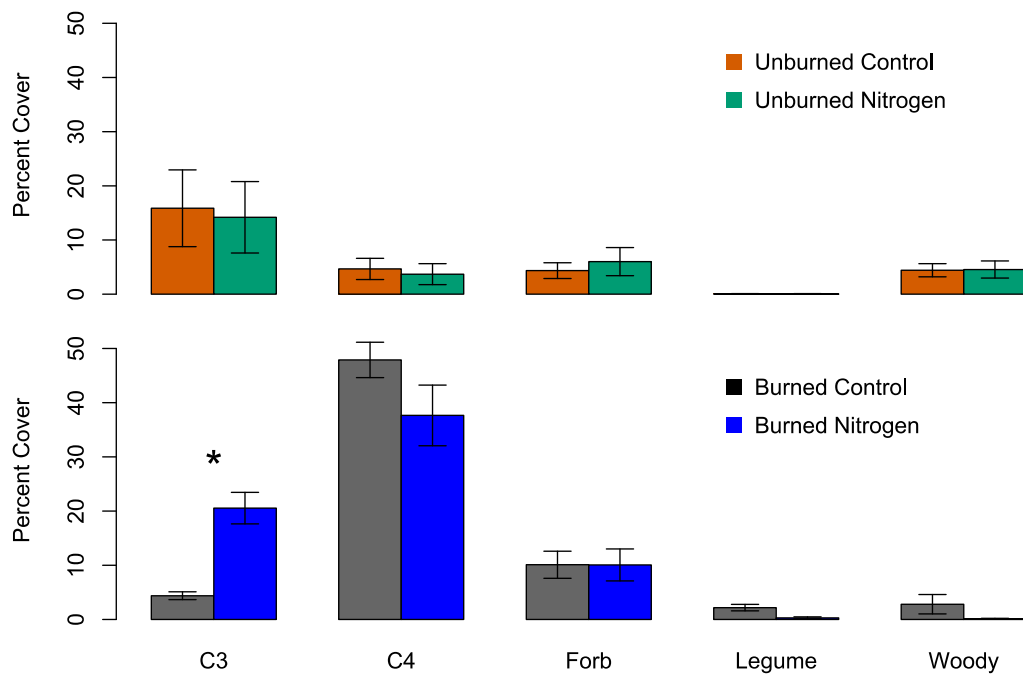 50
40
30
20
10
0
Percent Cover
Unburned Control
Unburned Nitrogen
50
40
30
20
10
0
Percent Cover
Burned Control
Burned Nitrogen
*
C3 C4 Forb Legume Woody